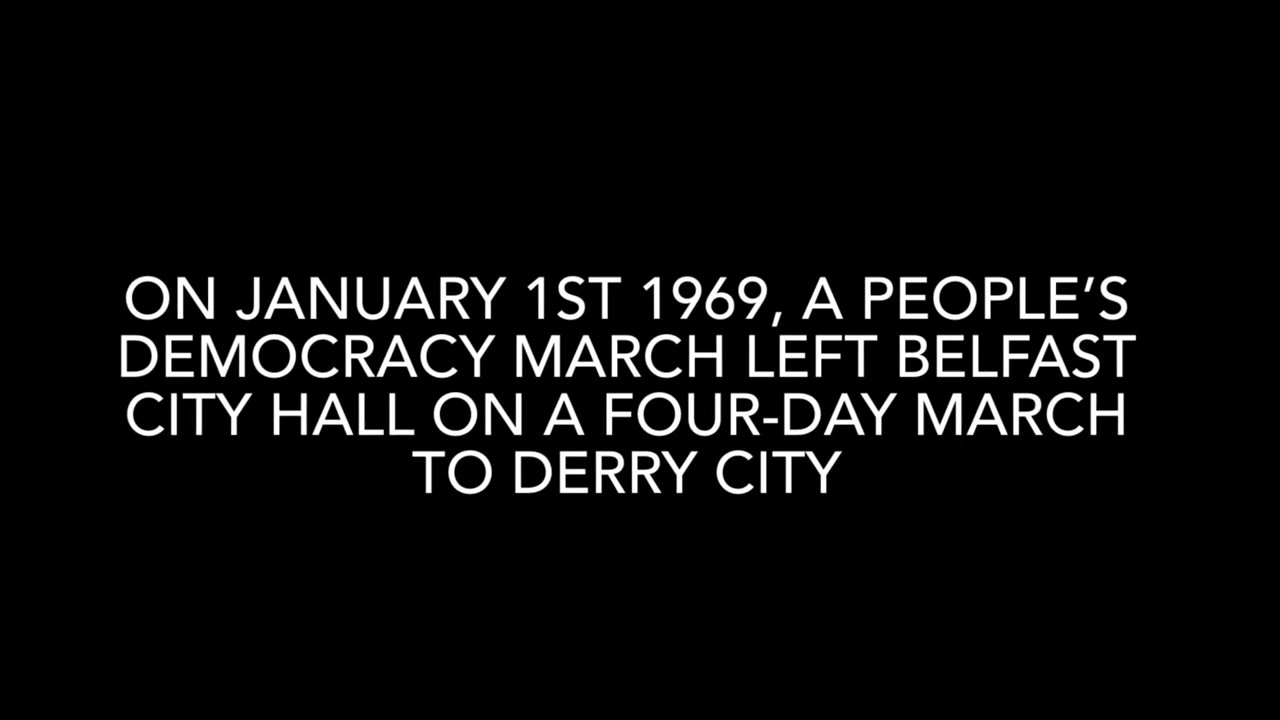 ON JANUARY 1ST 1969, A PEOPLE’S
DEMOCRACY MARCH LEFT BELFAST
CITY HALL ON A FOUR-DAY MARCH
TO DERRY CITY